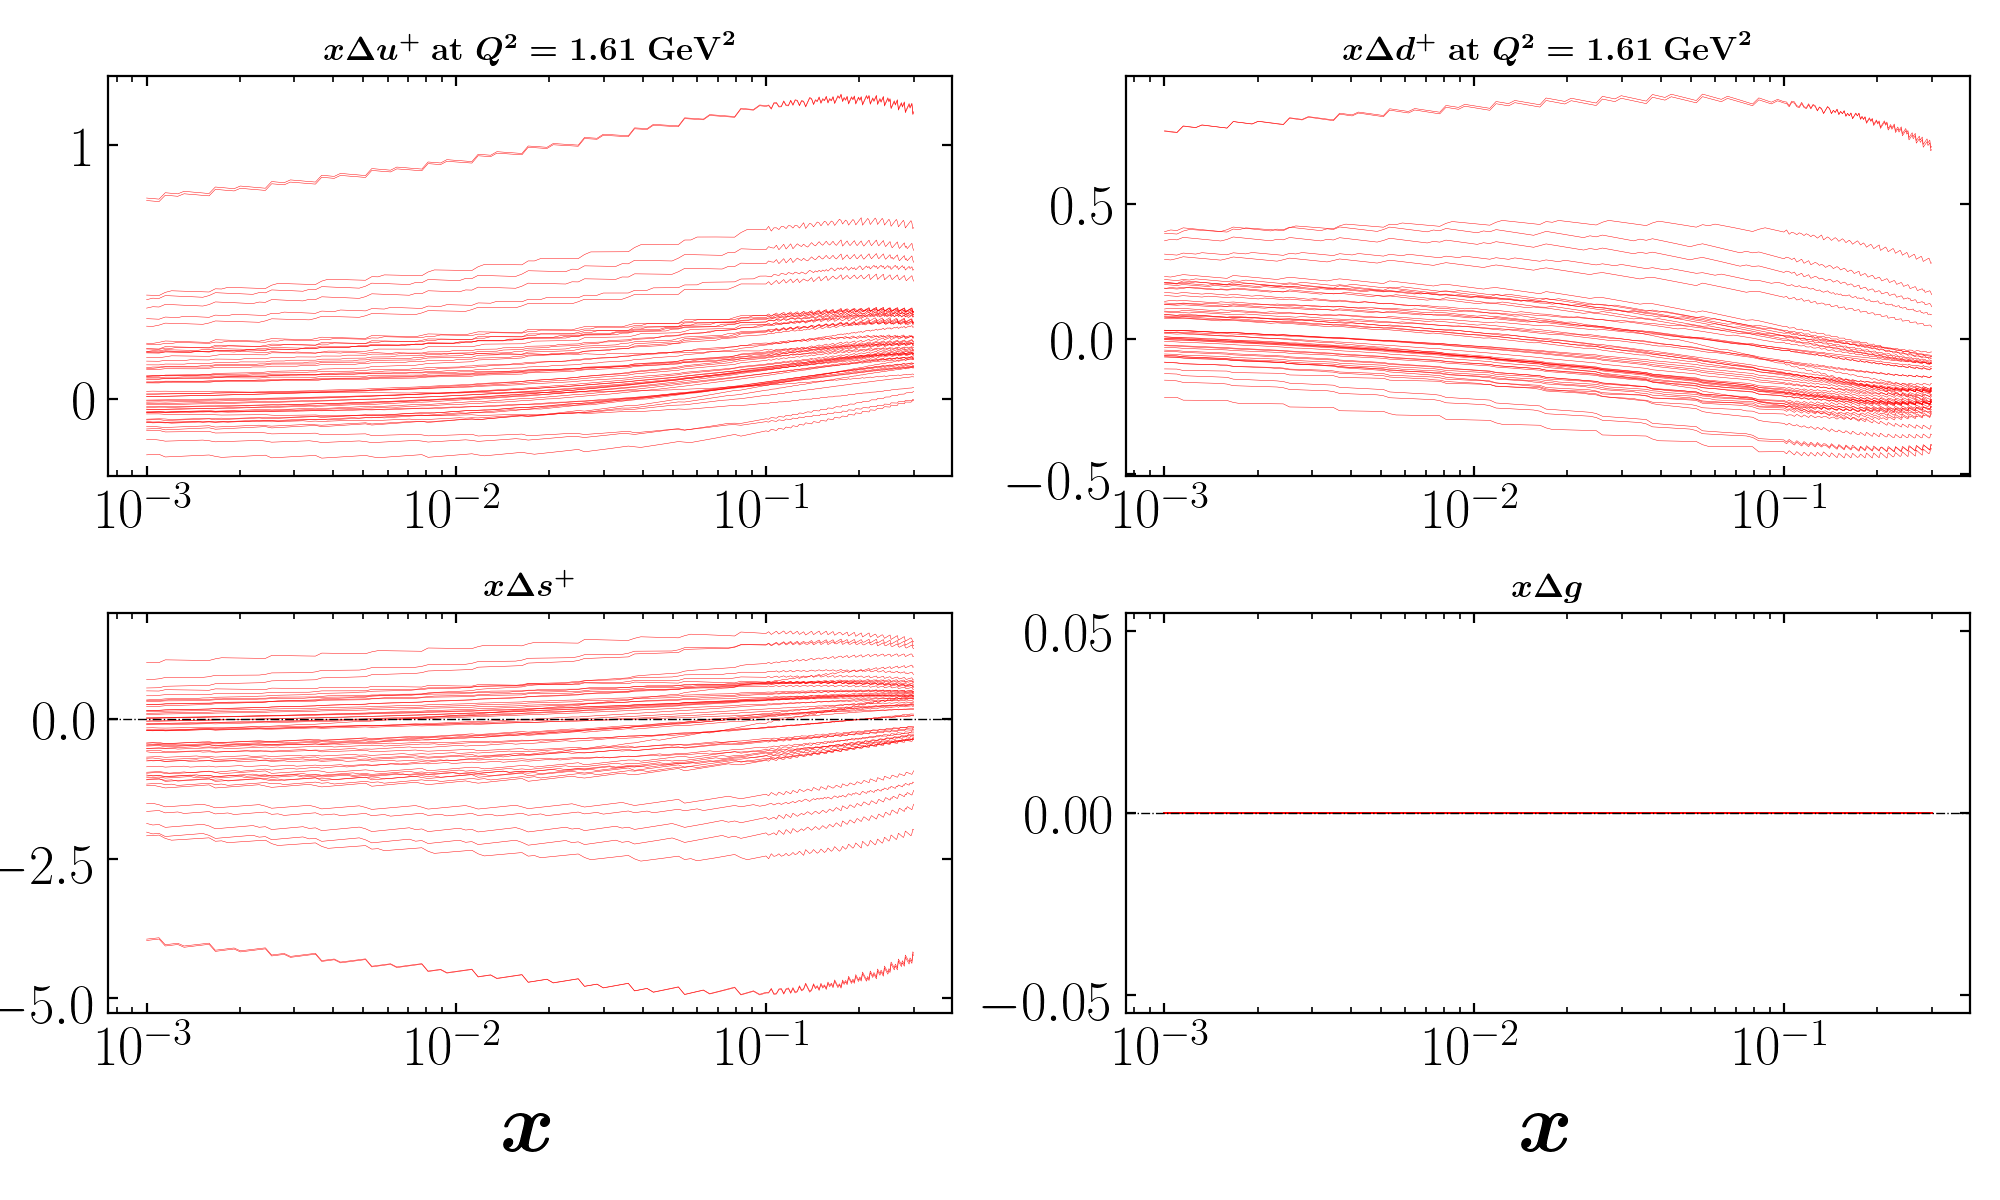 xΔu⁺ at Q² = 1.61 GeV²
xΔd⁺ at Q² = 1.61 GeV²
1
0
10⁻³ 10⁻² 10⁻¹
0.5
0.0
−0.5
10⁻³ 10⁻² 10⁻¹
xΔs⁺
xΔg
0.0
−2.5
−5.0
10⁻³ 10⁻² 10⁻¹
x
0.05
0.00
−0.05
10⁻³ 10⁻² 10⁻¹
x